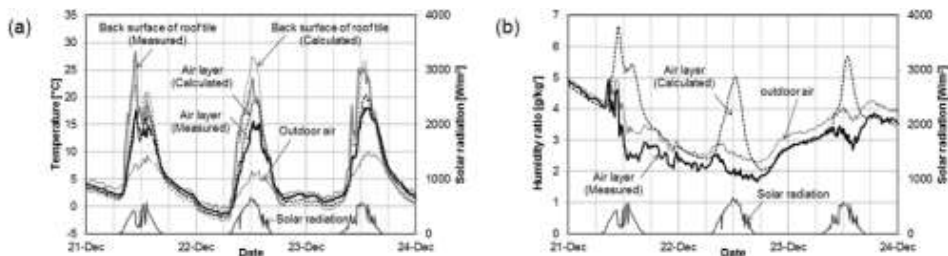 (a)
35
30
25
20
15
10
5
0
-5
Temperature [°C]
Back surface of roof tile
(Measured)
Back surface of roof tile
(Calculated)
Air layer
(Calculated)
Air layer
(Measured)
Outdoor air
Solar radiation
4000
3000
2000
1000
0
Solar radiation [W/m²]
21-Dec
22-Dec
23-Dec
24-Dec
Date
(b)
7
6
5
4
3
2
1
0
Humidity ratio [g/kg']
Air layer
(Calculated)
outdoor air
Air layer
(Measured)
Solar radiation
4000
3000
2000
1000
0
Solar radiation [W/m²]
21-Dec
22-Dec
23-Dec
24-Dec
Date